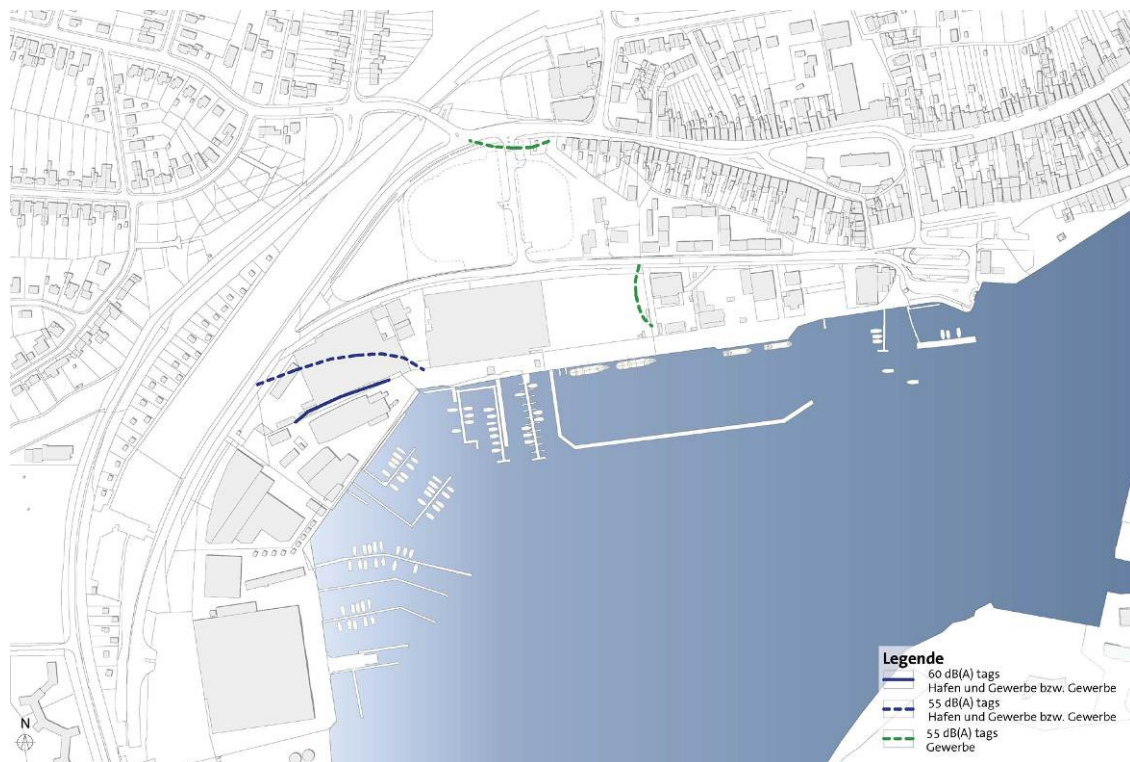 N
Legende
60 dB(A) tags
Hafen und Gewerbe bzw. Gewerbe
55 dB(A) tags
Hafen und Gewerbe bzw. Gewerbe
55 dB(A) tags
Gewerbe